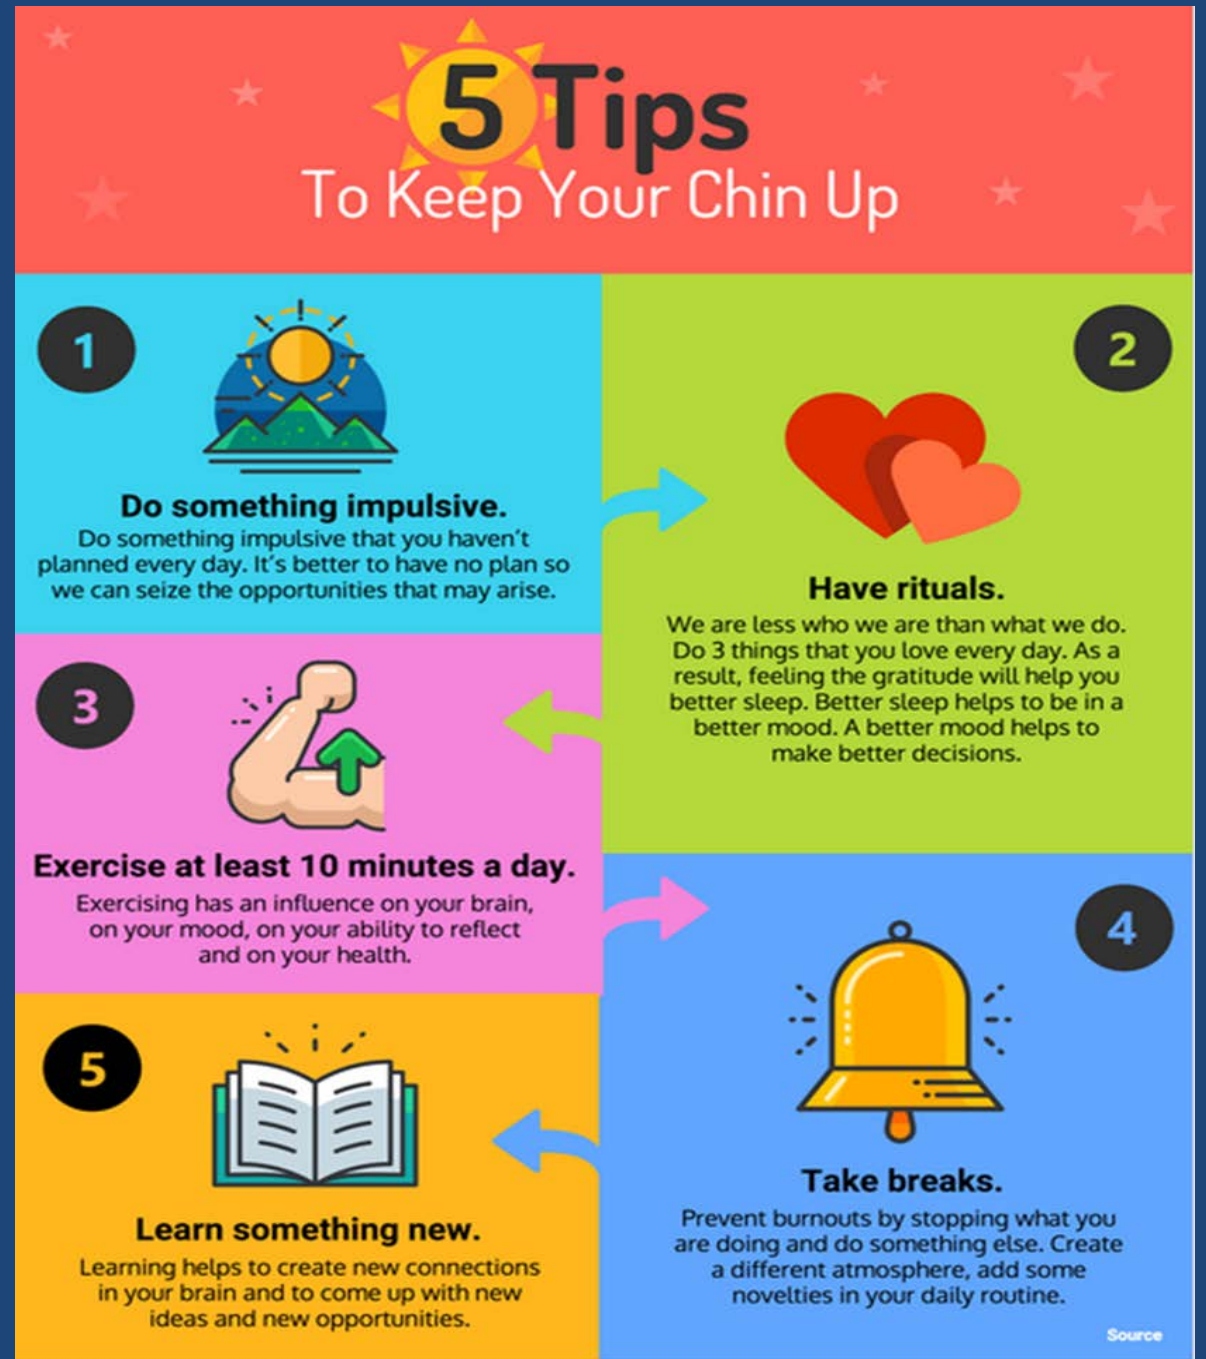 5 Tips
To Keep Your Chin Up
1
Do something impulsive.
Do something impulsive that you haven't
planned every day. It's better to have no plan so
we can seize the opportunities that may arise.
2
Have rituals.
We are less who we are than what we do.
Do 3 things that you love every day. As a
result, feeling the gratitude will help you
better sleep. Better sleep helps to be in a
better mood. A better mood helps to
make better decisions.
3
Exercise at least 10 minutes a day.
Exercising has an influence on your brain,
on your mood, on your ability to reflect
and on your health.
4
Take breaks.
Prevent burnouts by stopping what you
are doing and do something else. Create
a different atmosphere, add some
novelties in your daily routine.
5
Learn something new.
Learning helps to create new connections
in your brain and to come up with new
ideas and new opportunities.
Source